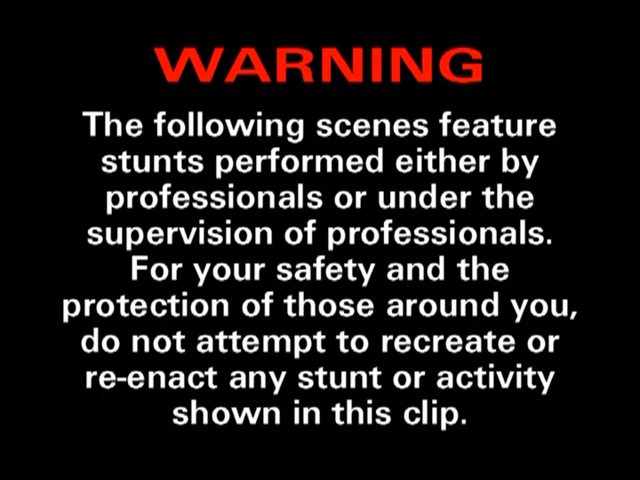 WARNING
The following scenes feature
stunts performed either by
professionals or under the
supervision of professionals.
For your safety and the
protection of those around you,
do not attempt to recreate or
re-enact any stunt or activity
shown in this clip.